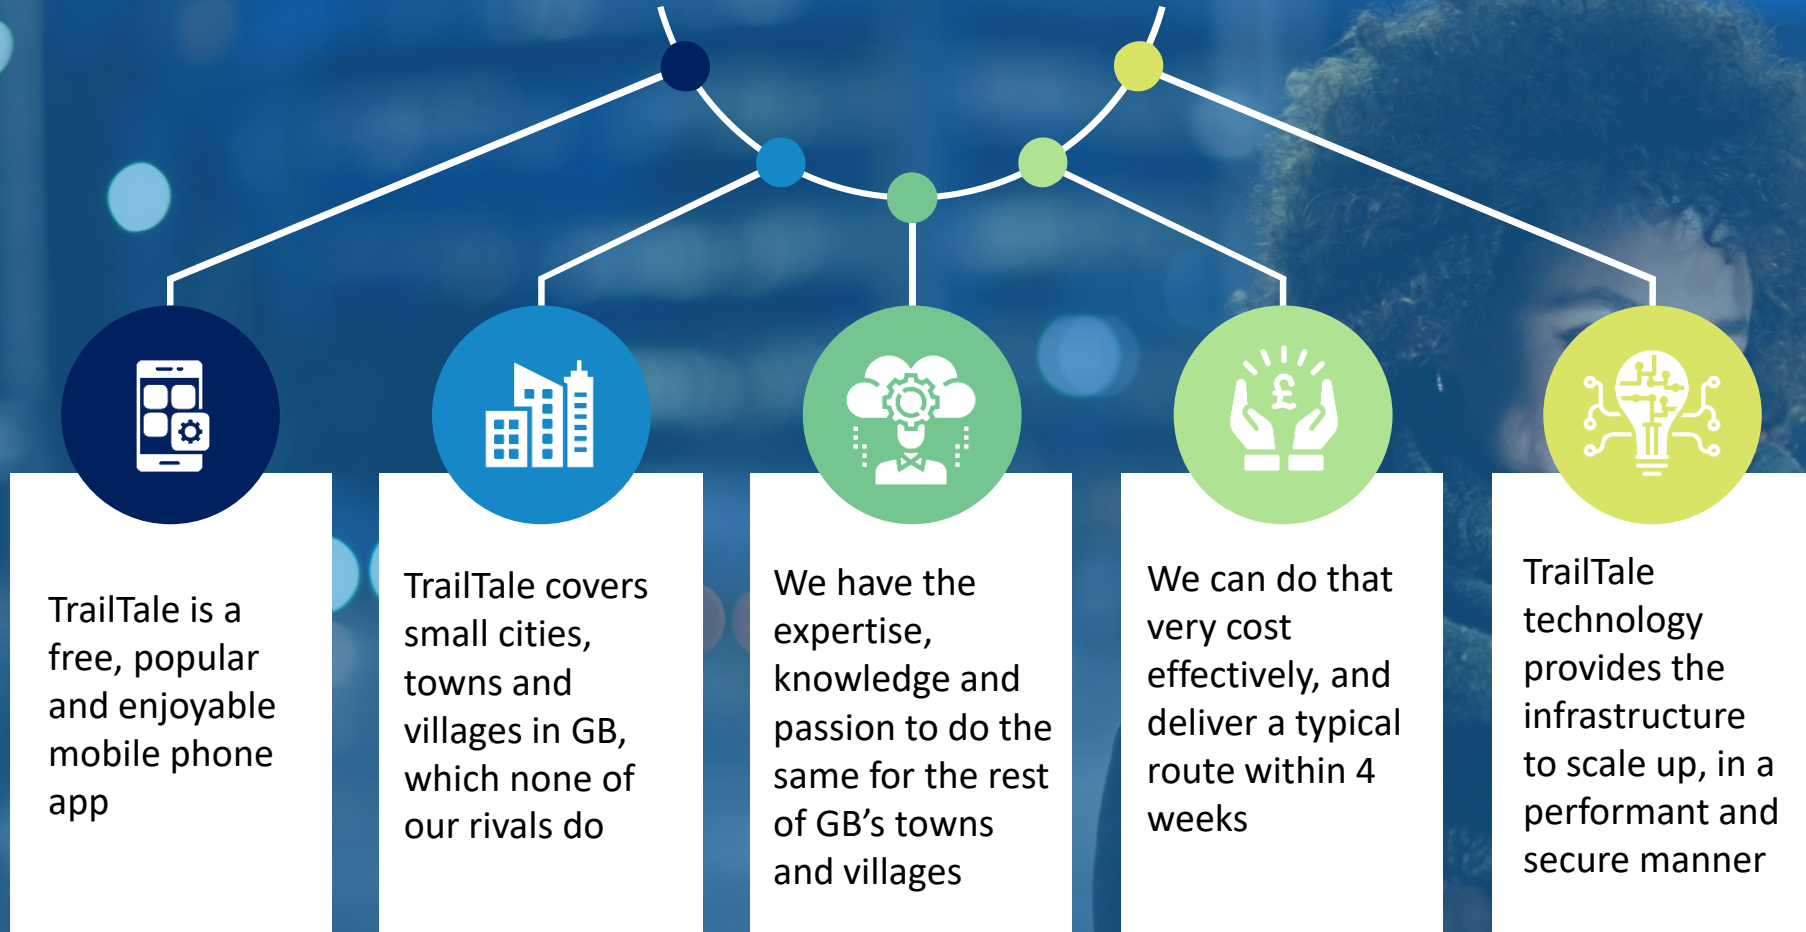 TrailTale is a
free, popular
and enjoyable
mobile phone
app
TrailTale covers
small cities,
towns and
villages in GB,
which none of
our rivals do
We have the
expertise,
knowledge and
passion to do the
same for the rest
of GB’s towns
and villages
£
We can do that
very cost
effectively, and
deliver a typical
route within 4
weeks
TrailTale
technology
provides the
infrastructure
to scale up, in a
performant and
secure manner